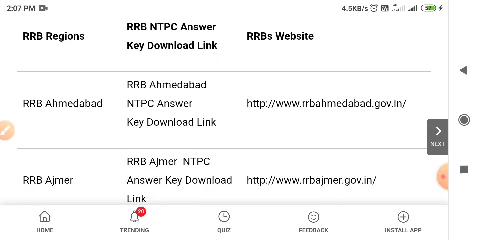 2:07 PM
4.5KB/s
RRB Regions
RRB NTPC Answer
Key Download Link
RRBs Website
RRB Ahmedabad
RRB Ahmedabad
NTPC Answer
Key Download Link
http://www.rrbahmedabad.gov.in/
NEXT
RRB Ajmer
RRB Ajmer NTPC
Answer Key Download
Link
http://www.rrbajmer.gov.in/
HOME
TRENDING
QUIZ
FEEDBACK
INSTALL APP